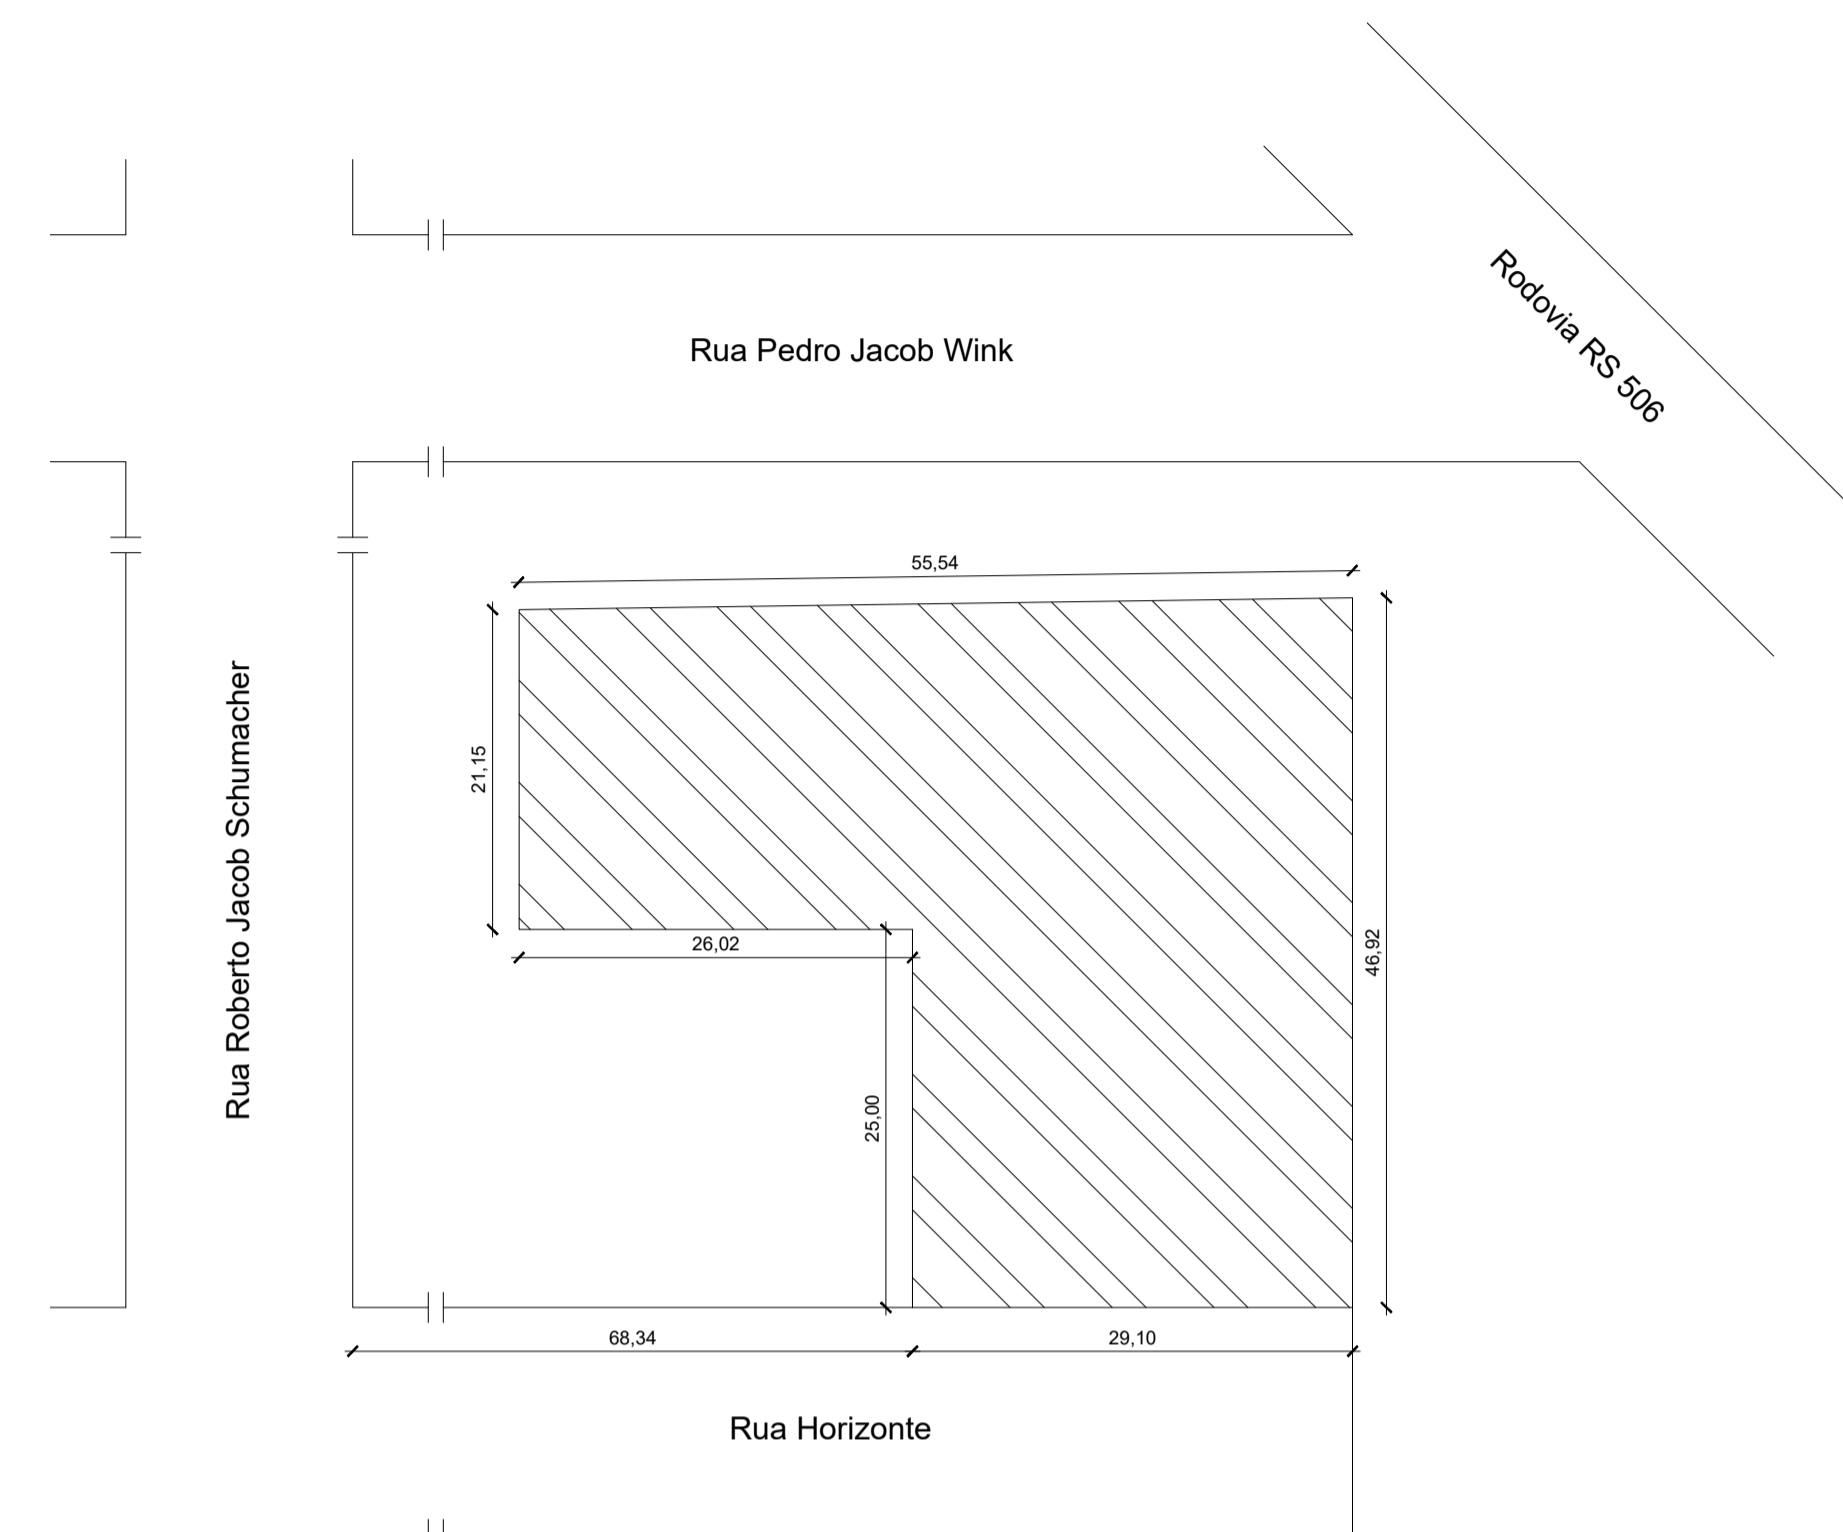 Rodovia RS 506
Rua Pedro Jacob Wink
55,54
21,15
Rua Roberto Jacob Schumacher
26,02
46,92
25,00
68,34
29,10
Rua Horizonte